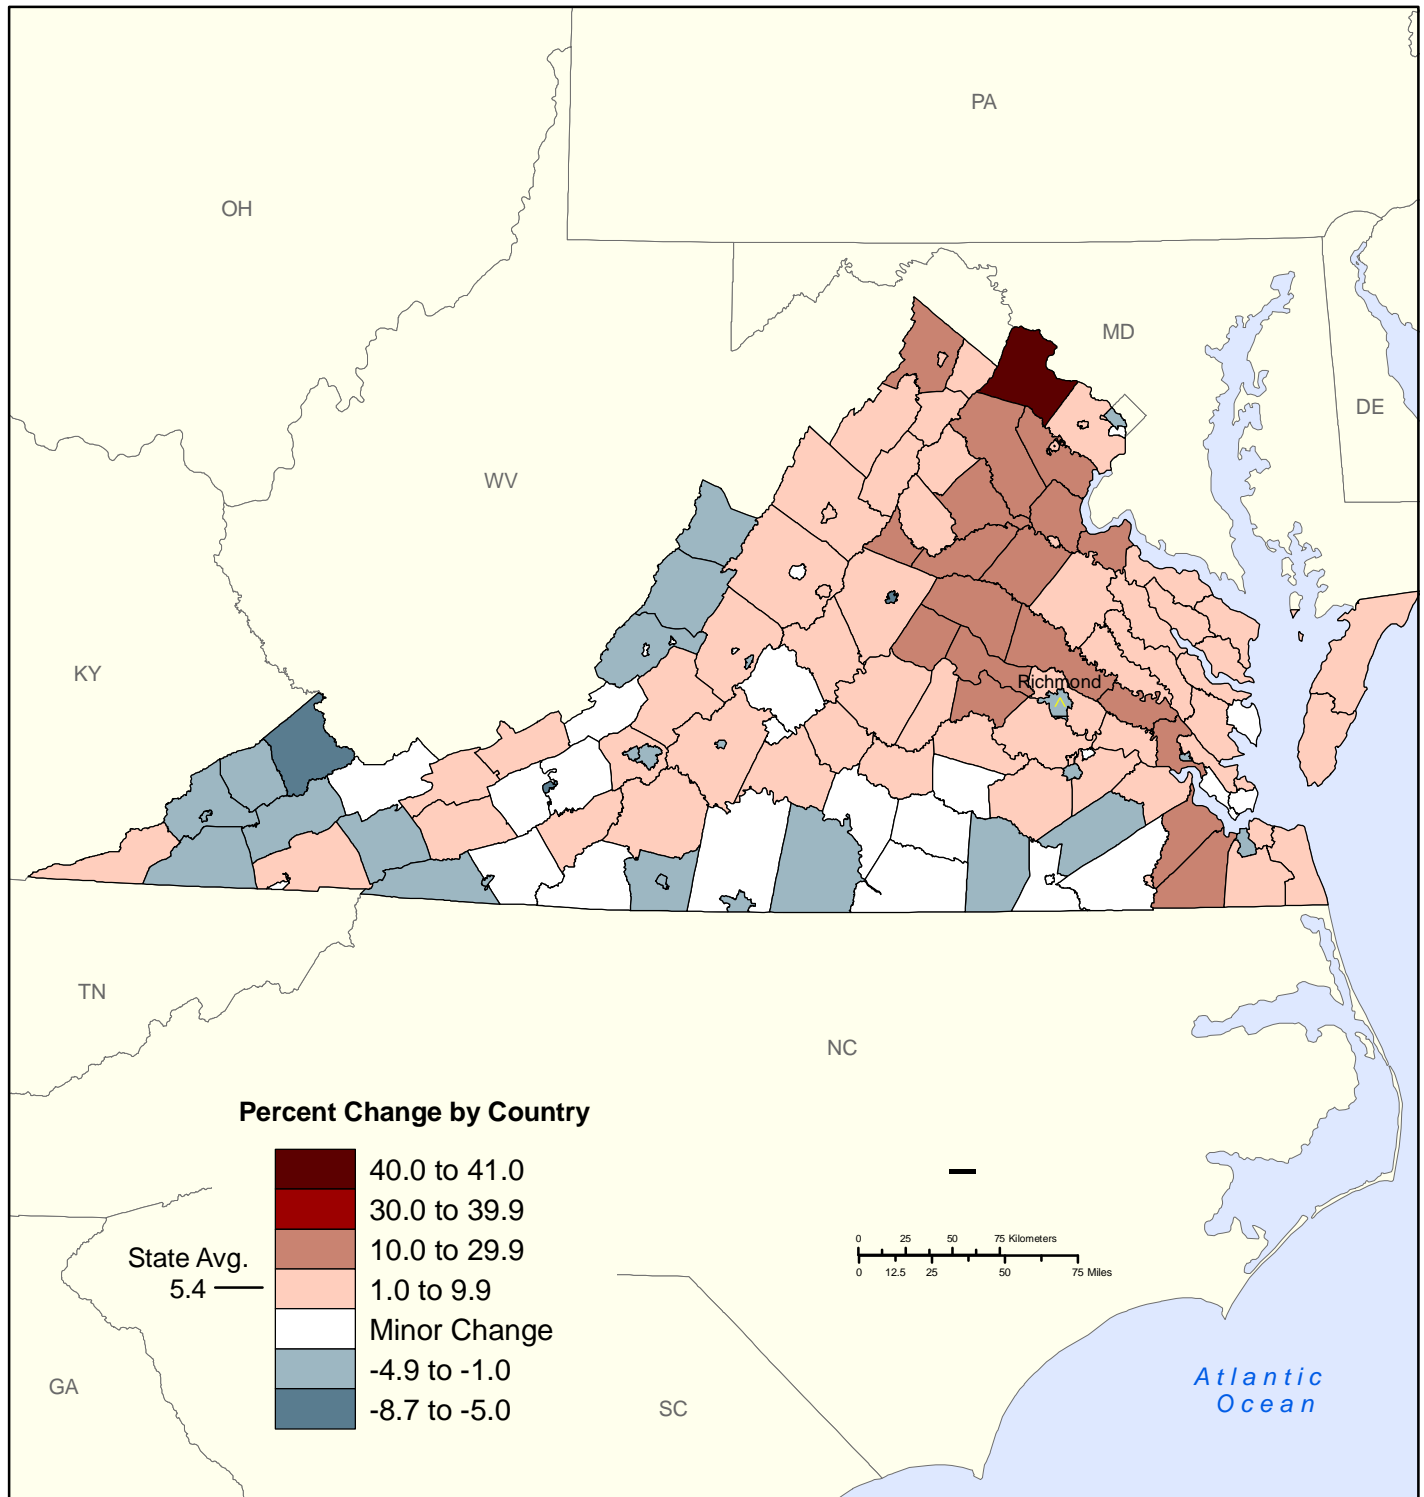 PA
OH
MD
DE
WV
KY
Richmond
TN
NC
Percent Change by Country
40.0 to 41.0
30.0 to 39.9
10.0 to 29.9
1.0 to 9.9
Minor Change
-4.9 to -1.0
-8.7 to -5.0
State Avg.
5.4
0 25 50 75 Kilometers
0 12.5 25 50 75 Miles
GA
SC
Atlantic
Ocean